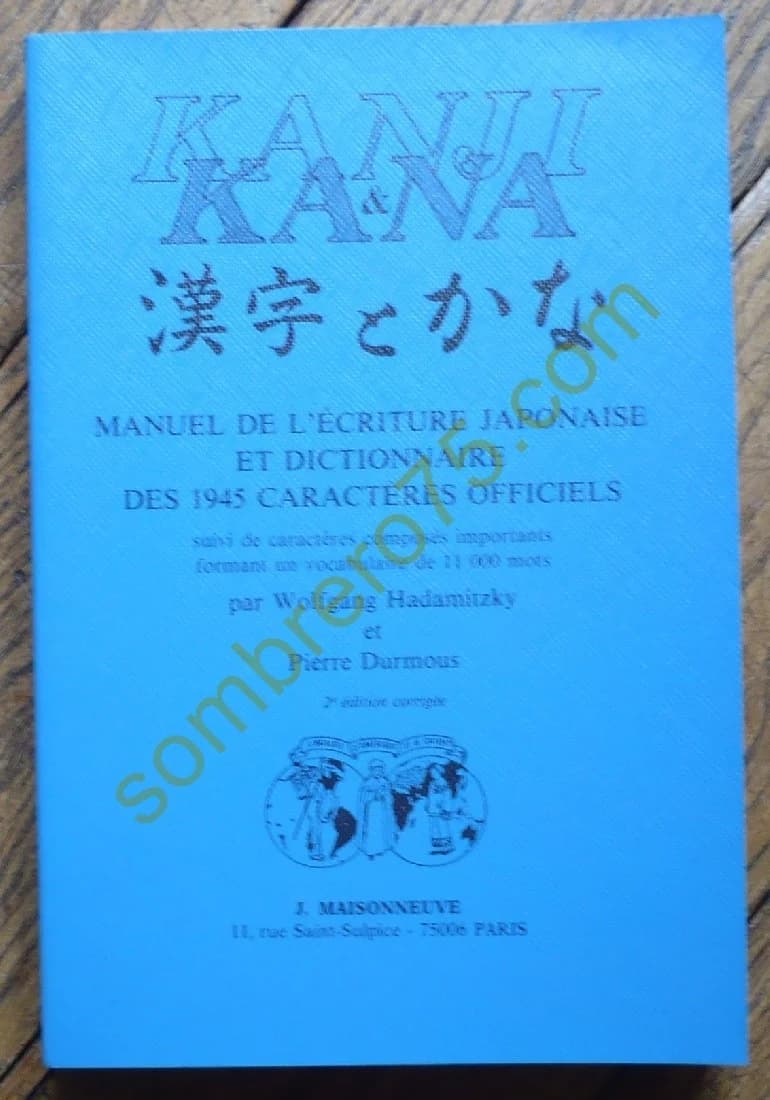 KANJI
&
KANA
漢字とかな
MANUEL DE L'ÉCRITURE JAPONAISE
ET DICTIONNAIRE
DES 1945 CARACTÈRES OFFICIELS
suivi de caractères composés importants
formant un vocabulaire de 11 000 mots
par Wolfgang Hadamitzky
et
Pierre Durmous
2e édition corrigée
J. MAISONNEUVE
11, rue Saint-Sulpice - 75006 PARIS
sombrero75.com